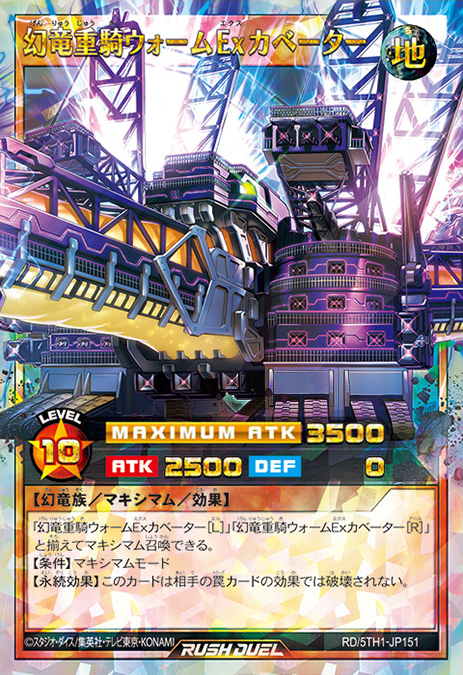 幻竜重騎ウォームExカベーター
地
LEVEL
10
MAXIMUM ATK 3500
ATK 2500 DEF 0
【幻竜族／マキシマム／効果】
「幻竜重騎ウォームExカベーター[L]」「幻竜重騎ウォームExカベーター[R]」
と揃えてマキシマム召喚できる。
【条件】マキシマムモード
【永続効果】このカードは相手の罠カードの効果では破壊されない。
©スタジオ・ダイス/集英社・テレビ東京・KONAMI RUSH DUEL RD/5TH1-JP151